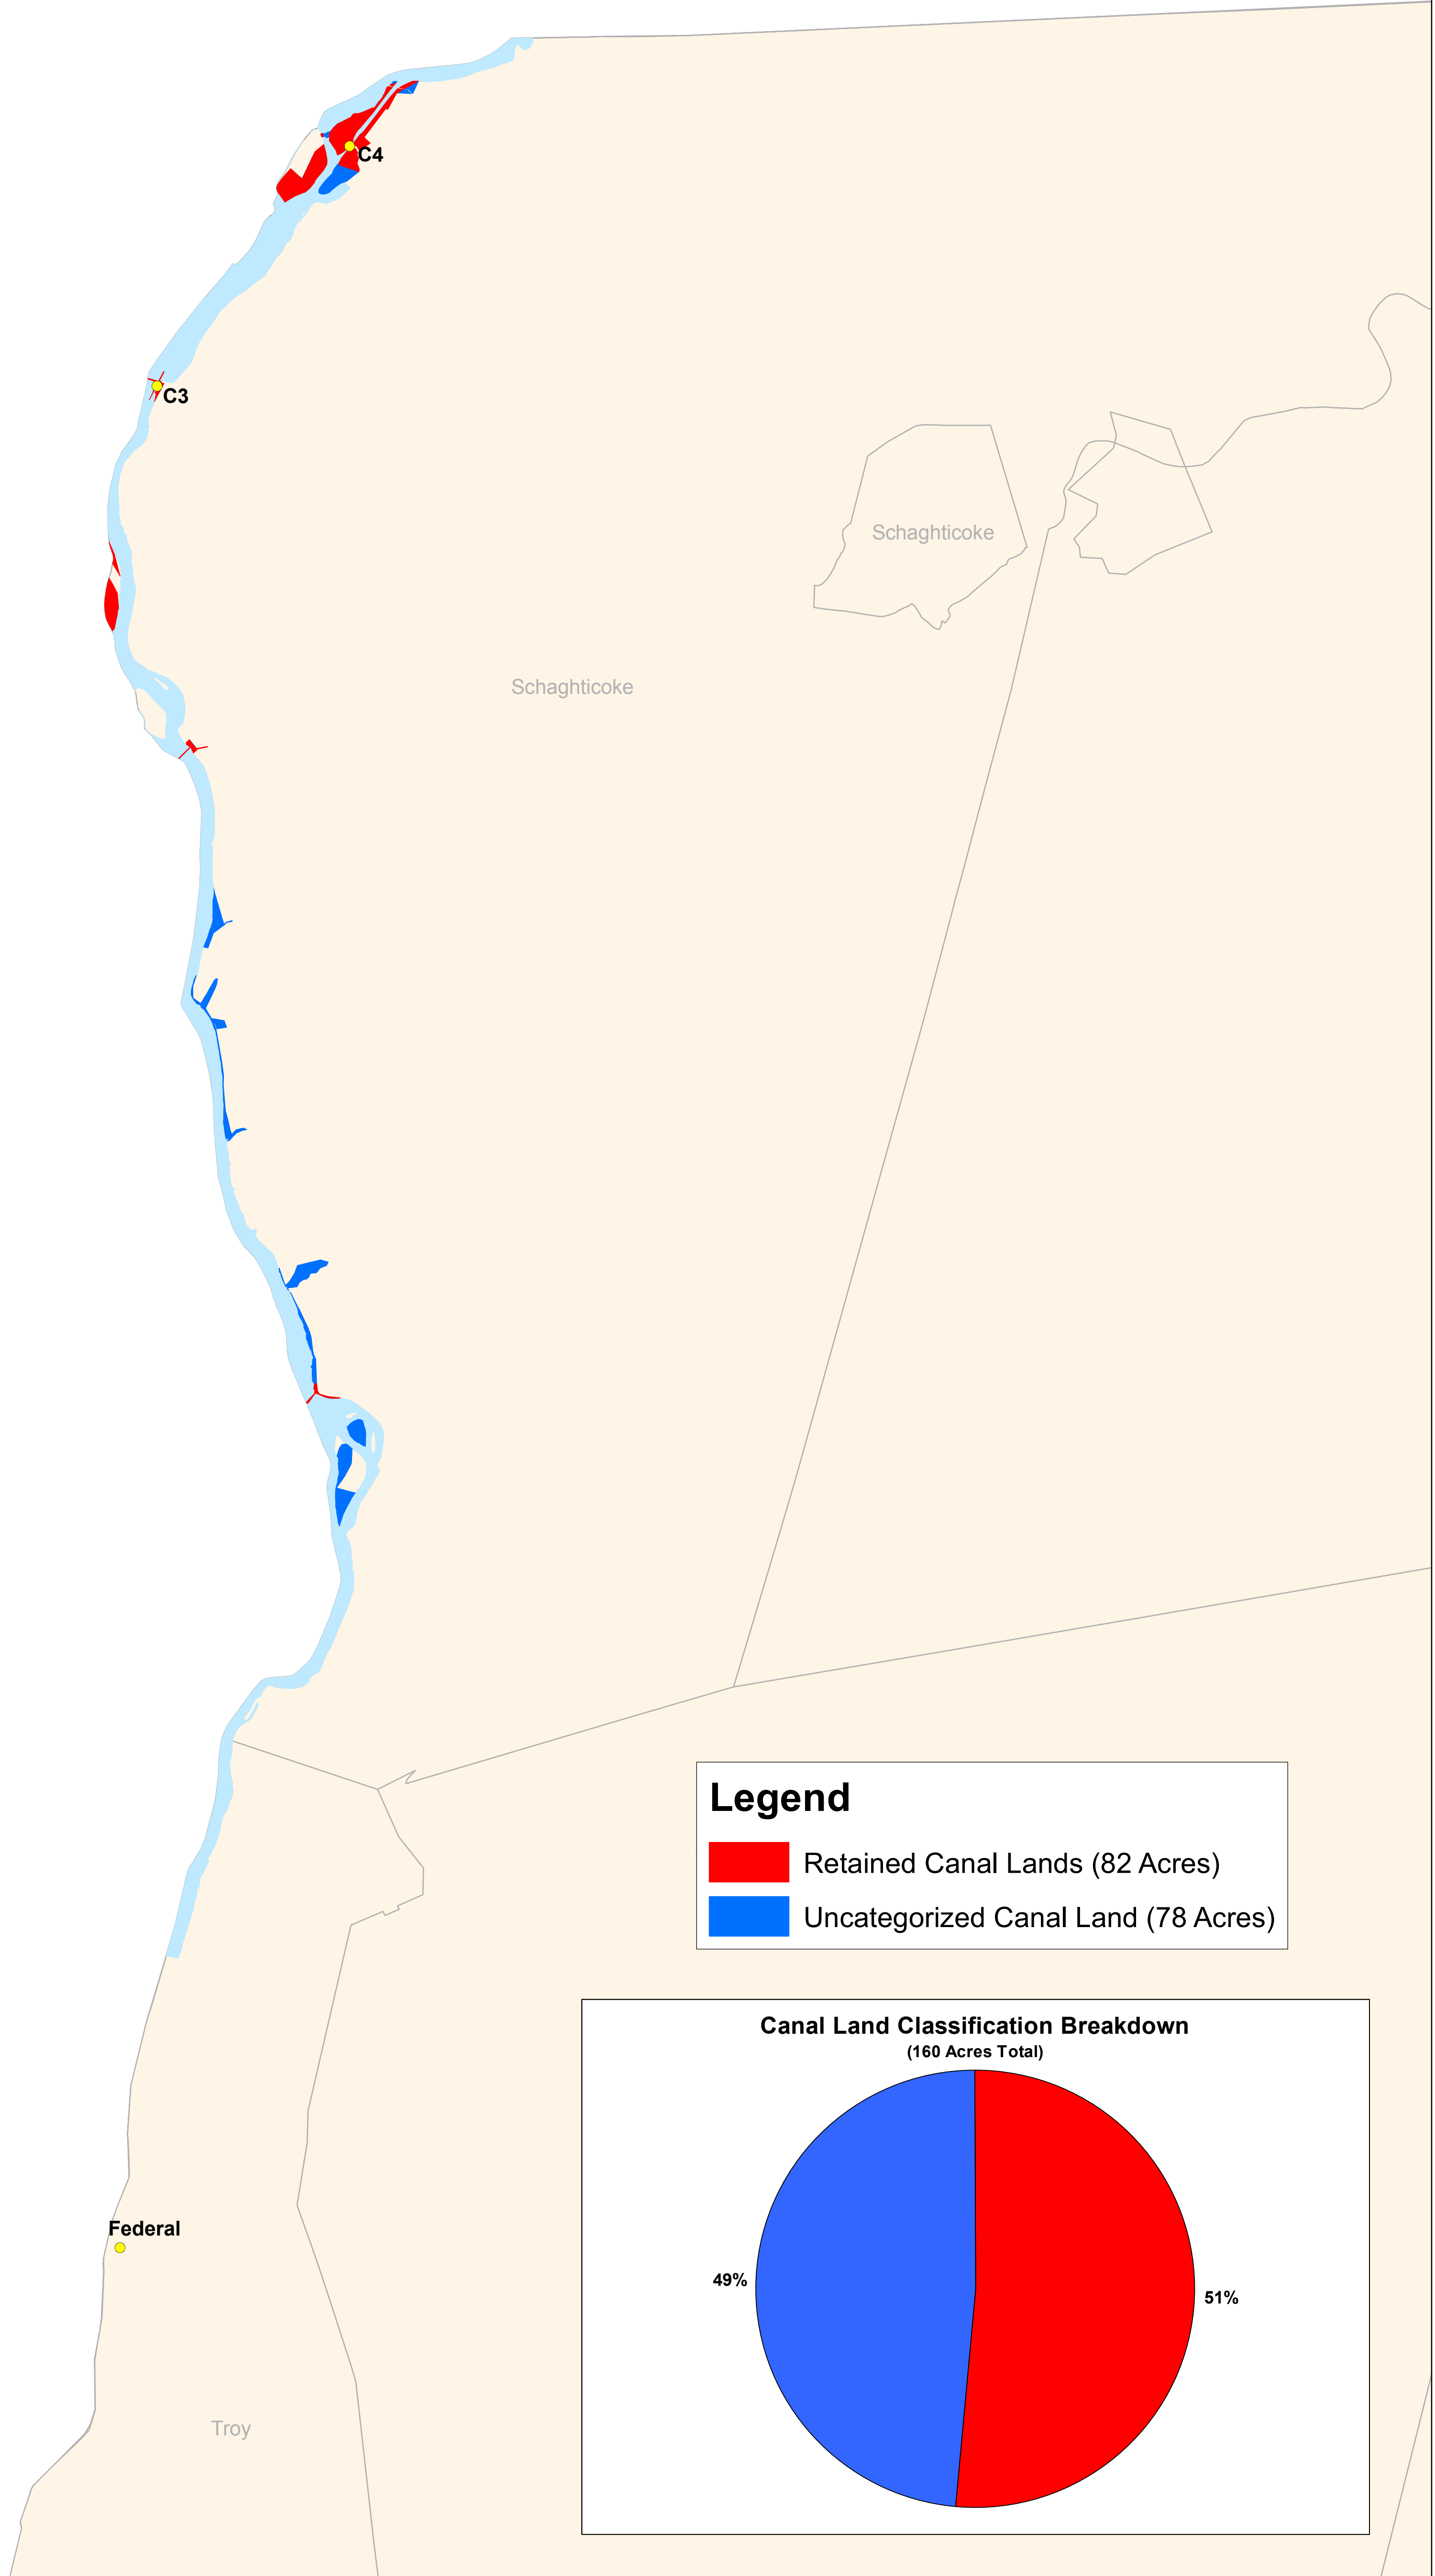 C4
C3
Schaghticoke
Schaghticoke
Legend
Retained Canal Lands (82 Acres)
Uncategorized Canal Land (78 Acres)
Canal Land Classification Breakdown
(160 Acres Total)
49%
51%
Federal
Troy